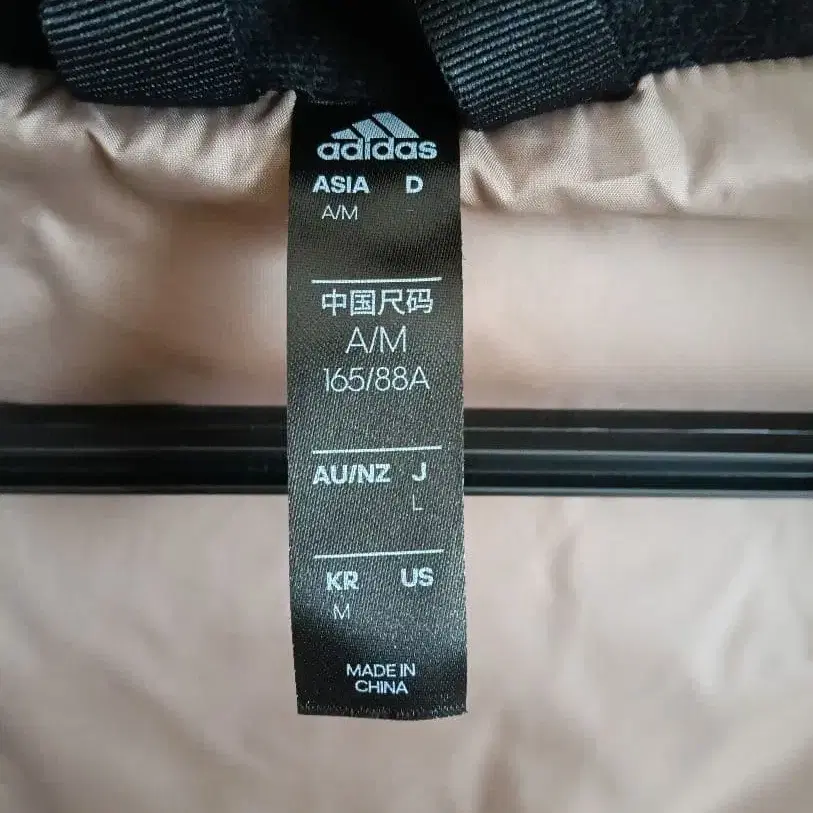 adidas
ASIA D
A/M
中国尺码
A/M
165/88A
AU/NZ J
L
KR US
M
MADE IN
CHINA